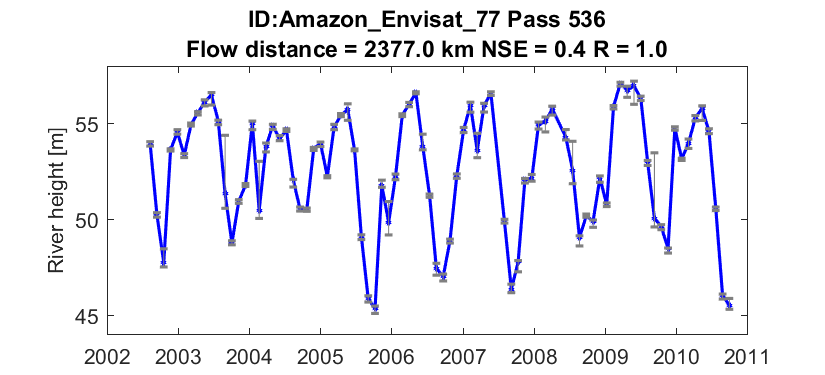 ID:Amazon_Envisat_77 Pass 536
Flow distance = 2377.0 km NSE = 0.4 R = 1.0
River height [m]
55
50
45
2002 2003 2004 2005 2006 2007 2008 2009 2010 2011